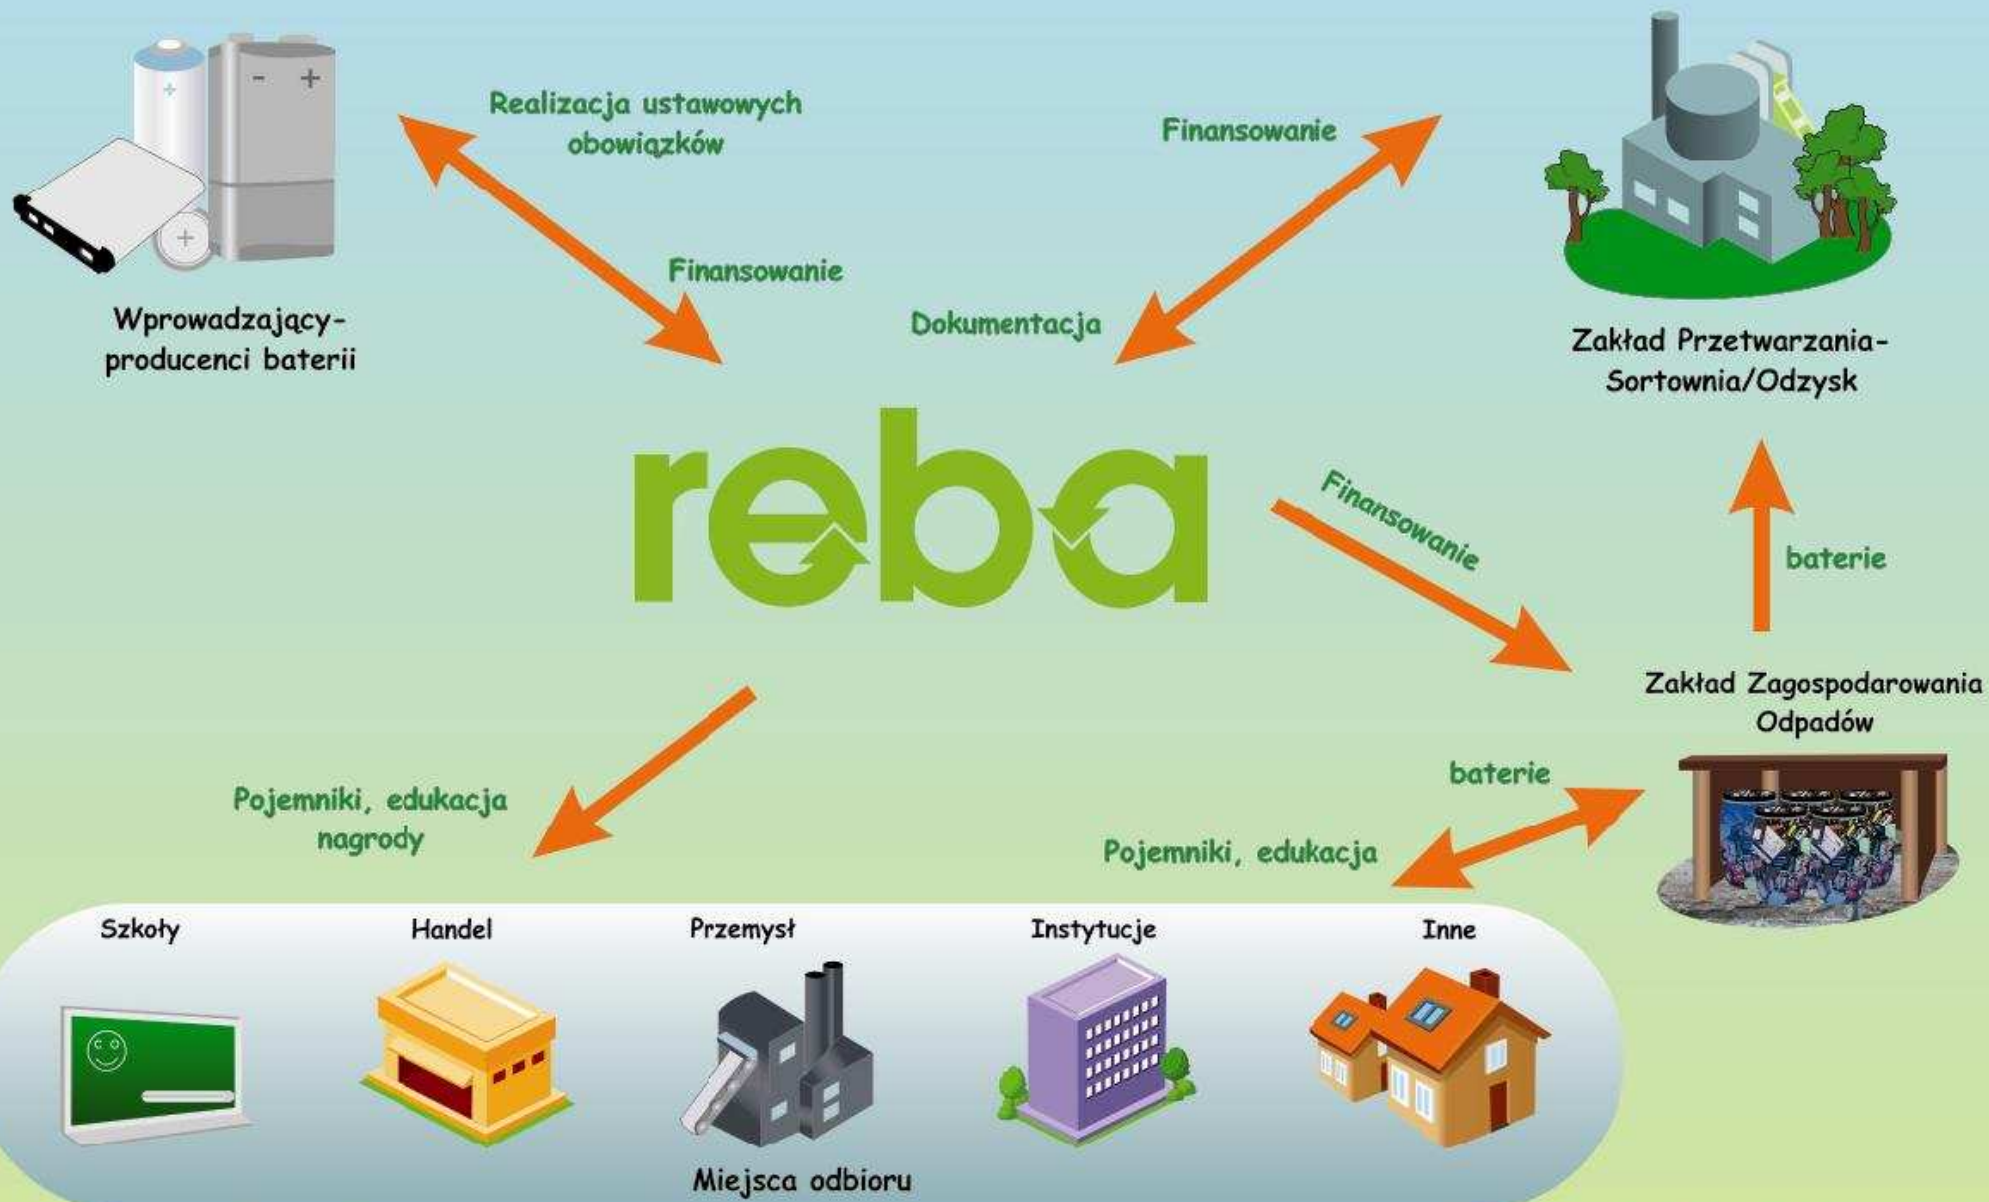 - +
+
+
Realizacja ustawowych
obowiązków
Finansowanie
Wprowadzający-
producenci baterii
Finansowanie
Dokumentacja
Zakład Przetwarzania-
Sortownia/Odzysk
reba
Finansowanie
baterie
Zakład Zagospodarowania
Odpadów
baterie
Pojemniki, edukacja
Pojemniki, edukacja
nagrody
Szkoły
Handel
Przemysł
Instytucje
Inne
Miejsca odbioru